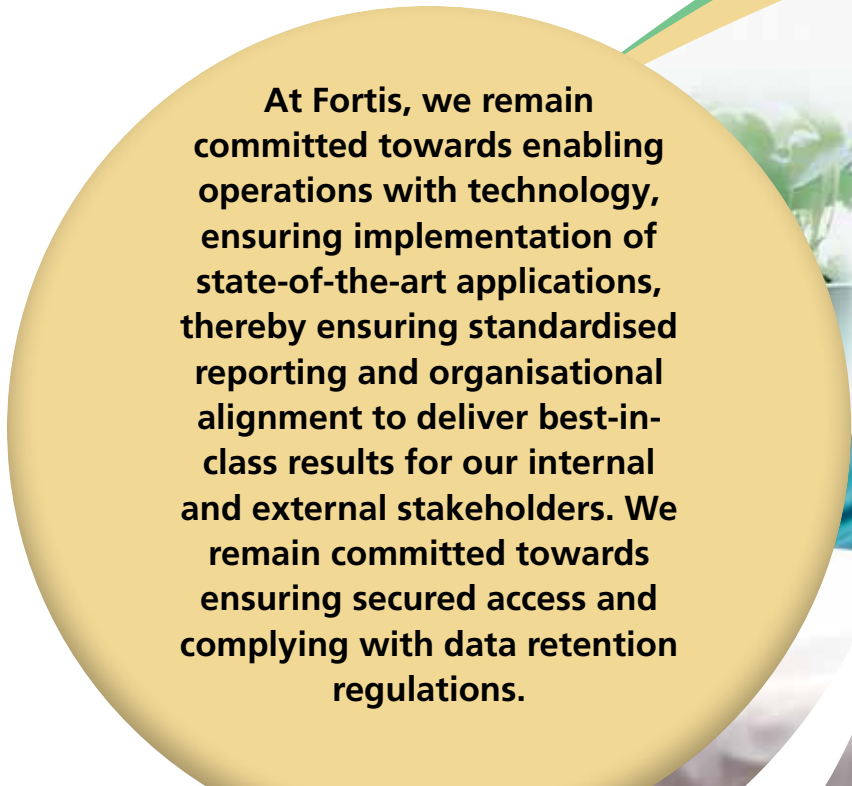 At Fortis, we remain
committed towards enabling
operations with technology,
ensuring implementation of
state-of-the-art applications,
thereby ensuring standardised
reporting and organisational
alignment to deliver best-in-
class results for our internal
and external stakeholders. We
remain committed towards
ensuring secured access and
complying with data retention
regulations.